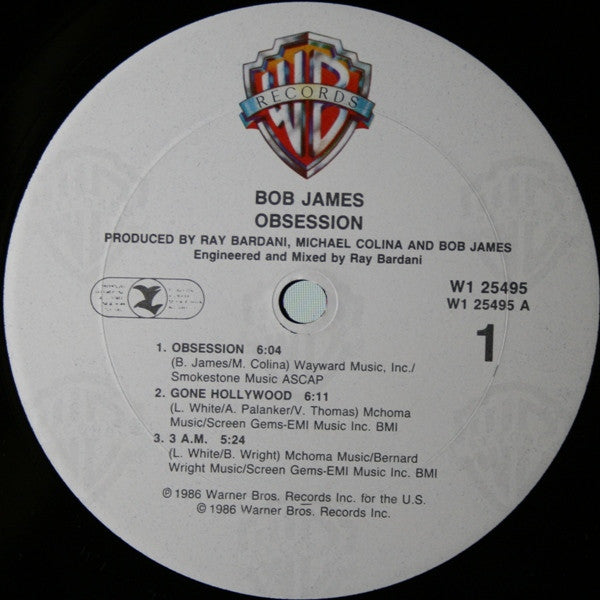 WB
RECORDS
BOB JAMES
OBSESSION
PRODUCED BY RAY BARDANI, MICHAEL COLINA AND BOB JAMES
Engineered and Mixed by Ray Bardani
W1 25495
W1 25495 A
1
1. OBSESSION 6:04
(B. James/M. Colina) Wayward Music, Inc./
Smokestone Music ASCAP
2. GONE HOLLYWOOD 6:11
(L. White/A. Palanker/V. Thomas) Mchoma
Music/Screen Gems-EMI Music Inc. BMI
3. 3 A.M. 5:24
(L. White/B. Wright) Mchoma Music/Bernard
Wright Music/Screen Gems-EMI Music Inc. BMI
℗ 1986 Warner Bros. Records Inc. for the U.S.
© 1986 Warner Bros. Records Inc.